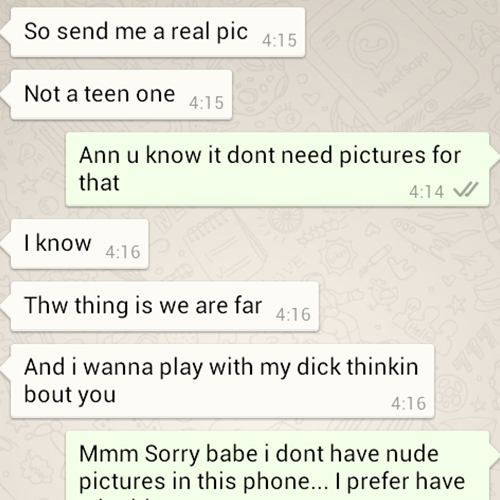 So send me a real pic 4:15
Not a teen one 4:15
Ann u know it dont need pictures for
that 4:14
I know 4:16
Thw thing is we are far 4:16
And i wanna play with my dick thinkin
bout you 4:16
Mmm Sorry babe i dont have nude
pictures in this phone... I prefer have